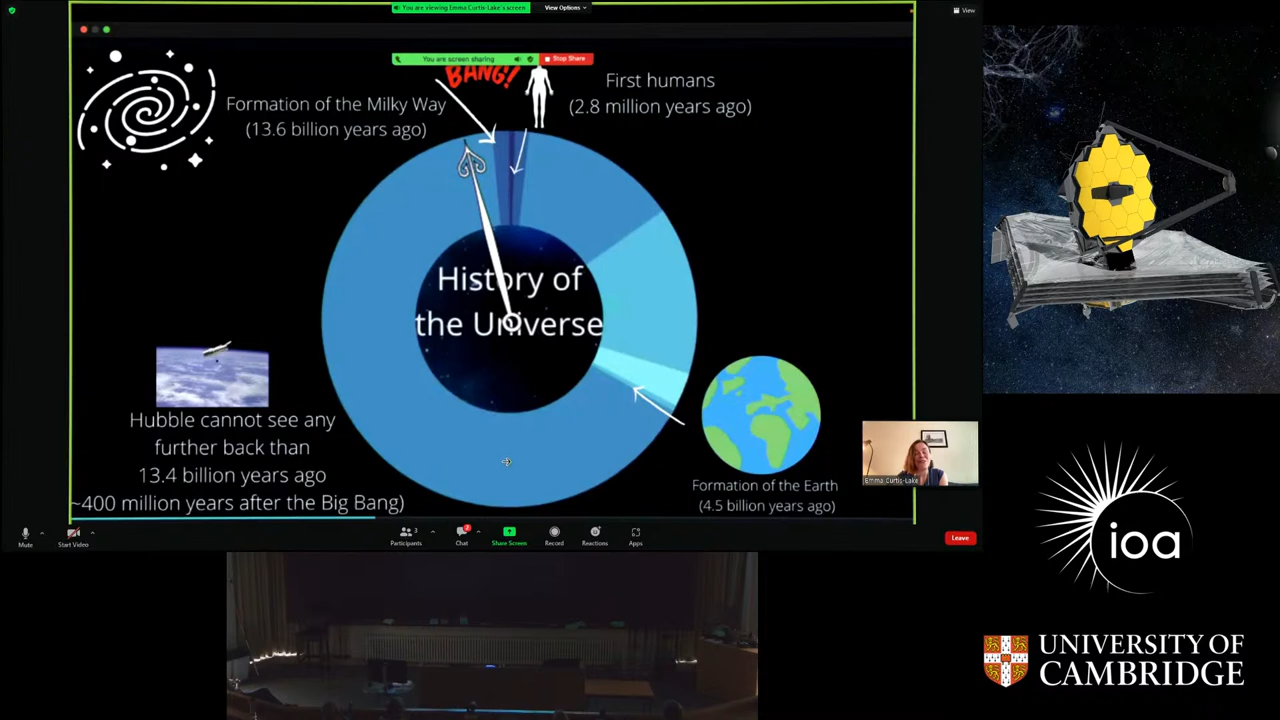 You are viewing Emma Curtis Lake's screen
View Options
View
You are screen sharing
Stop Share
BANG!
First humans
(2.8 million years ago)
Formation of the Milky Way
(13.6 billion years ago)
History of
the Universe
Hubble cannot see any
further back than
13.4 billion years ago
~400 million years after the Big Bang)
Formation of the Earth
(4.5 billion years ago)
Emma Curtis-Lake
Mute
Start Video
Participants
3
Chat
2
Share Screen
Record
Reactions
Apps
Leave
ioa
UNIVERSITY OF
CAMBRIDGE